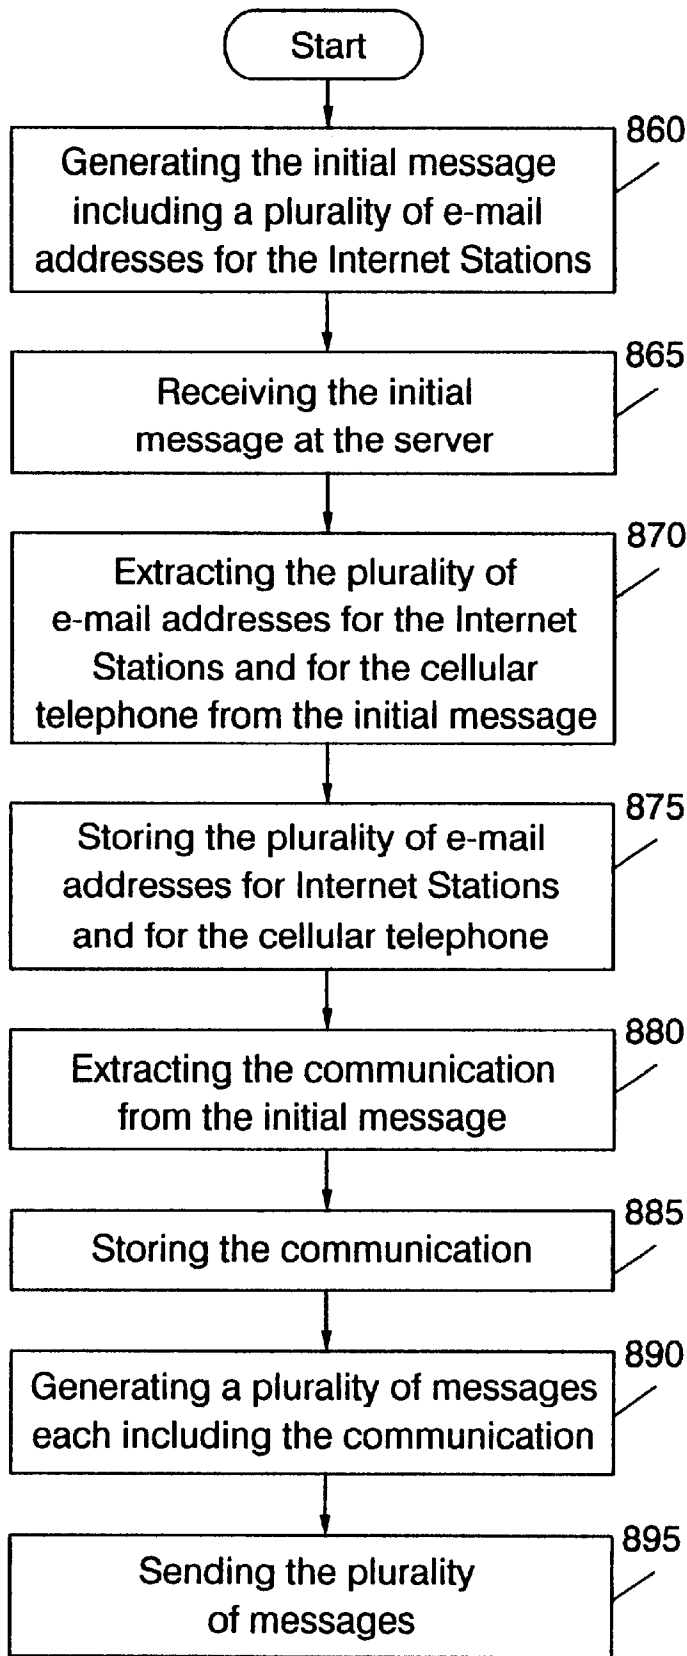 Start
860
Generating the initial message
including a plurality of e-mail
addresses for the Internet Stations
865
Receiving the initial
message at the server
870
Extracting the plurality of
e-mail addresses for the Internet
Stations and for the cellular
telephone from the initial message
875
Storing the plurality of e-mail
addresses for Internet Stations
and for the cellular telephone
880
Extracting the communication
from the initial message
885
Storing the communication
890
Generating a plurality of messages
each including the communication
895
Sending the plurality
of messages